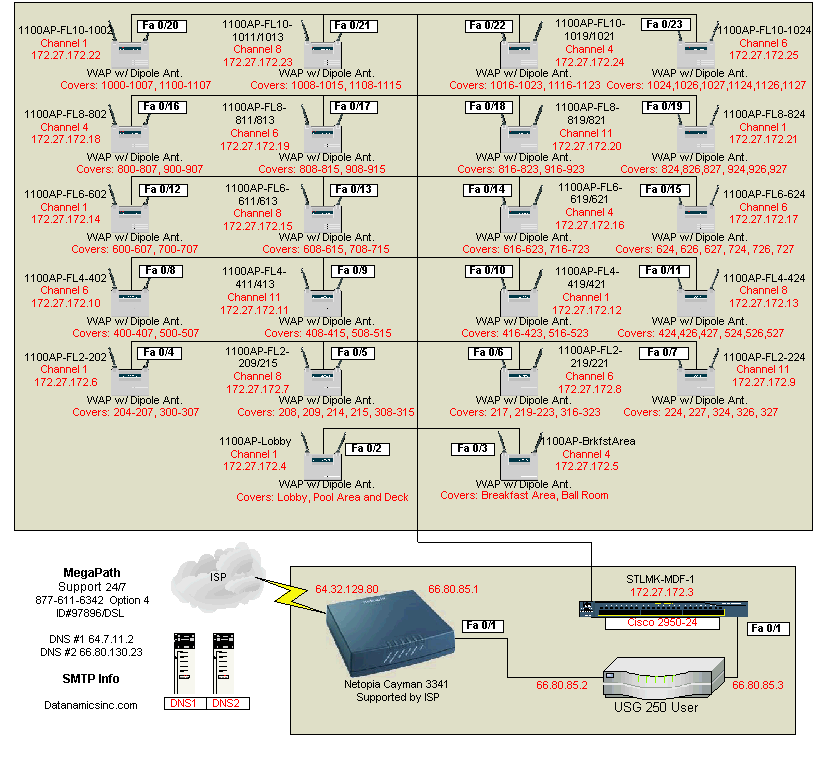 1100AP-FL10-1002
Channel 1
172.27.172.22
Fa 0/20
WAP w/ Dipole Ant.
Covers: 1000-1007, 1100-1107
1100AP-FL10-
1011/1013
Channel 8
172.27.172.23
Fa 0/21
WAP w/ Dipole Ant.
Covers: 1008-1015, 1108-1115
Fa 0/22
1100AP-FL10-
1019/1021
Channel 4
172.27.172.24
WAP w/ Dipole Ant.
Covers: 1016-1023, 1116-1123
Fa 0/23
1100AP-FL10-1024
Channel 6
172.27.172.25
WAP w/ Dipole Ant.
Covers: 1024,1026,1027,1124,1126,1127
1100AP-FL8-802
Channel 4
172.27.172.18
Fa 0/16
WAP w/ Dipole Ant.
Covers: 800-807, 900-907
1100AP-FL8-
811/813
Channel 6
172.27.172.19
Fa 0/17
WAP w/ Dipole Ant.
Covers: 808-815, 908-915
Fa 0/18
1100AP-FL8-
819/821
Channel 11
172.27.172.20
WAP w/ Dipole Ant.
Covers: 816-823, 916-923
Fa 0/19
1100AP-FL8-824
Channel 1
172.27.172.21
WAP w/ Dipole Ant.
Covers: 824,826,827, 924,926,927
1100AP-FL6-602
Channel 1
172.27.172.14
Fa 0/12
WAP w/ Dipole Ant.
Covers: 600-607, 700-707
1100AP-FL6-
611/613
Channel 8
172.27.172.15
Fa 0/13
WAP w/ Dipole Ant.
Covers: 608-615, 708-715
Fa 0/14
1100AP-FL6-
619/621
Channel 4
172.27.172.16
WAP w/ Dipole Ant.
Covers: 616-623, 716-723
Fa 0/15
1100AP-FL6-624
Channel 6
172.27.172.17
WAP w/ Dipole Ant.
Covers: 624, 626, 627, 724, 726, 727
1100AP-FL4-402
Channel 6
172.27.172.10
Fa 0/8
WAP w/ Dipole Ant.
Covers: 400-407, 500-507
1100AP-FL4-
411/413
Channel 11
172.27.172.11
Fa 0/9
WAP w/ Dipole Ant.
Covers: 408-415, 508-515
Fa 0/10
1100AP-FL4-
419/421
Channel 1
172.27.172.12
WAP w/ Dipole Ant.
Covers: 416-423, 516-523
Fa 0/11
1100AP-FL4-424
Channel 8
172.27.172.13
WAP w/ Dipole Ant.
Covers: 424,426,427, 524,526,527
1100AP-FL2-202
Channel 1
172.27.172.6
Fa 0/4
WAP w/ Dipole Ant.
Covers: 204-207, 300-307
1100AP-FL2-
209/215
Channel 8
172.27.172.7
Fa 0/5
WAP w/ Dipole Ant.
Covers: 208, 209, 214, 215, 308-315
Fa 0/6
1100AP-FL2-
219/221
Channel 6
172.27.172.8
WAP w/ Dipole Ant.
Covers: 217, 219-223, 316-323
Fa 0/7
1100AP-FL2-224
Channel 11
172.27.172.9
WAP w/ Dipole Ant.
Covers: 224, 227, 324, 326, 327
1100AP-Lobby
Channel 1
172.27.172.4
Fa 0/2
WAP w/ Dipole Ant.
Covers: Lobby, Pool Area and Deck
Fa 0/3
1100AP-BrkfstArea
Channel 4
172.27.172.5
WAP w/ Dipole Ant.
Covers: Breakfast Area, Ball Room
MegaPath
Support 24/7
877-611-6342 Option 4
ID#97896/DSL
DNS #1 64.7.11.2
DNS #2 66.80.130.23
SMTP Info
Datanamicsinc.com
ISP
DNS1
DNS2
64.32.129.80
66.80.85.1
Fa 0/1
Netopia Cayman 3341
Supported by ISP
STLMK-MDF-1
172.27.172.3
Cisco 2950-24
Fa 0/1
66.80.85.2
66.80.85.3
USG 250 User